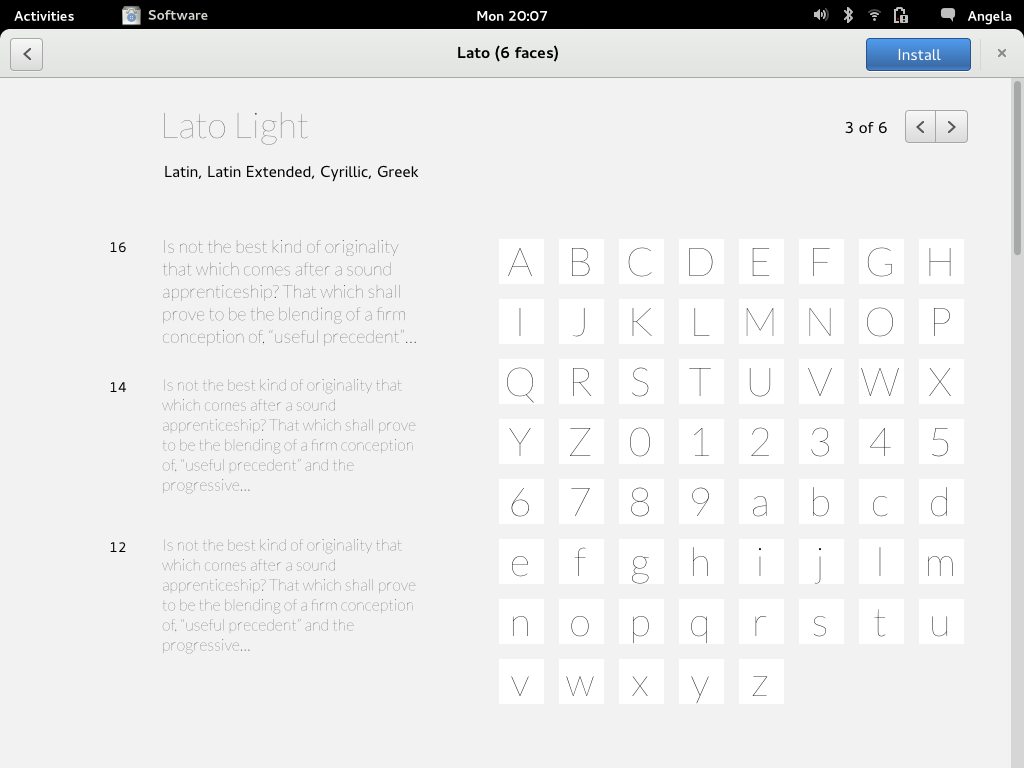 Activities Software Mon 20:07 Angela
Lato (6 faces) Install
Lato Light
3 of 6
Latin, Latin Extended, Cyrillic, Greek
16
Is not the best kind of originality
that which comes after a sound
apprenticeship? That which shall
prove to be the blending of a firm
conception of, “useful precedent”...
14
Is not the best kind of originality that
which comes after a sound
apprenticeship? That which shall prove
to be the blending of a firm conception
of, “useful precedent” and the
progressive...
12
Is not the best kind of originality that
which comes after a sound
apprenticeship? That which shall prove
to be the blending of a firm conception
of, “useful precedent” and the
progressive...
A B C D E F G H
I J K L M N O P
Q R S T U V W X
Y Z 0 1 2 3 4 5
6 7 8 9 a b c d
e f g h i j l m
n o p q r s t u
v w x y z